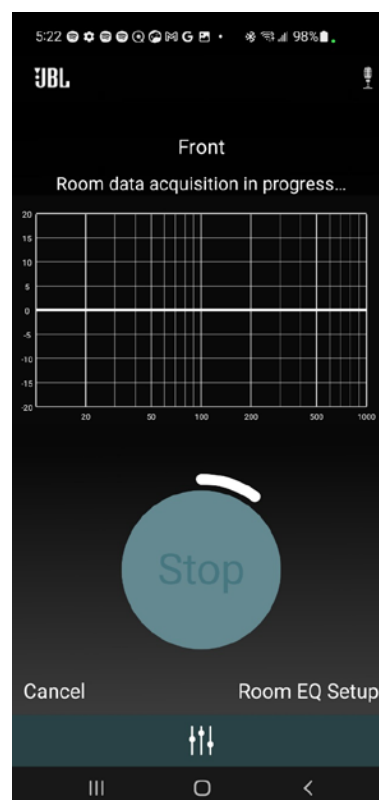 5:22 98%
JBL
Front
Room data acquisition in progress...
20
15
10
5
0
-5
-10
-15
-20
20 50 100 200 500 1000
Stop
Cancel Room EQ Setup